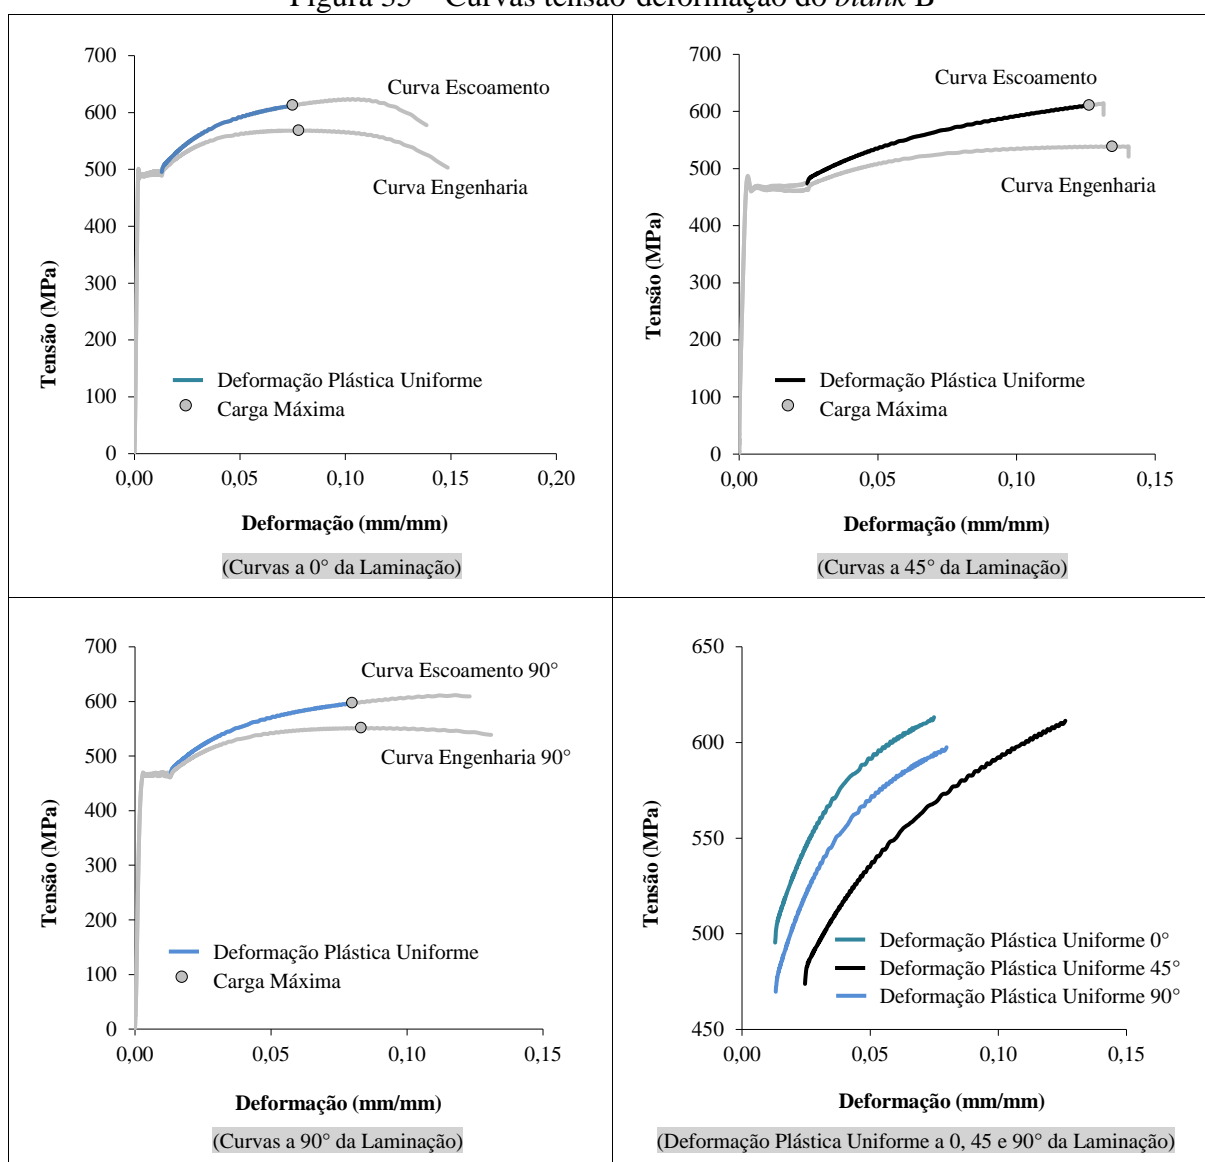 Figura 35 – Curvas tensão-deformação do blank B
700
600
500
400
300
200
100
0
0,00 0,05 0,10 0,15 0,20
Tensão (MPa)
Curva Escoamento
Curva Engenharia
Deformação Plástica Uniforme
Carga Máxima
Deformação (mm/mm)
(Curvas a 0° da Laminação)
700
600
500
400
300
200
100
0
0,00 0,05 0,10 0,15
Tensão (MPa)
Curva Escoamento
Curva Engenharia
Deformação Plástica Uniforme
Carga Máxima
Deformação (mm/mm)
(Curvas a 45° da Laminação)
700
600
500
400
300
200
100
0
0,00 0,05 0,10 0,15
Tensão (MPa)
Curva Escoamento 90°
Curva Engenharia 90°
Deformação Plástica Uniforme
Carga Máxima
Deformação (mm/mm)
(Curvas a 90° da Laminação)
650
600
550
500
450
0,00 0,05 0,10 0,15
Tensão (MPa)
Deformação Plástica Uniforme 0°
Deformação Plástica Uniforme 45°
Deformação Plástica Uniforme 90°
Deformação (mm/mm)
(Deformação Plástica Uniforme a 0, 45 e 90° da Laminação)